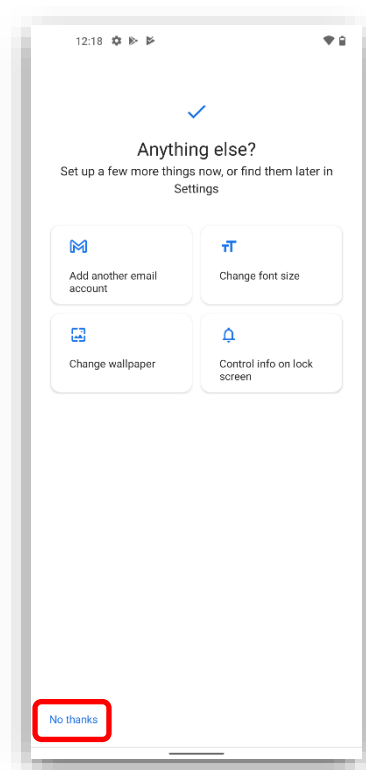 12:18
Anything else?
Set up a few more things now, or find them later in
Settings
Add another email
account
Change font size
Change wallpaper
Control info on lock
screen
No thanks